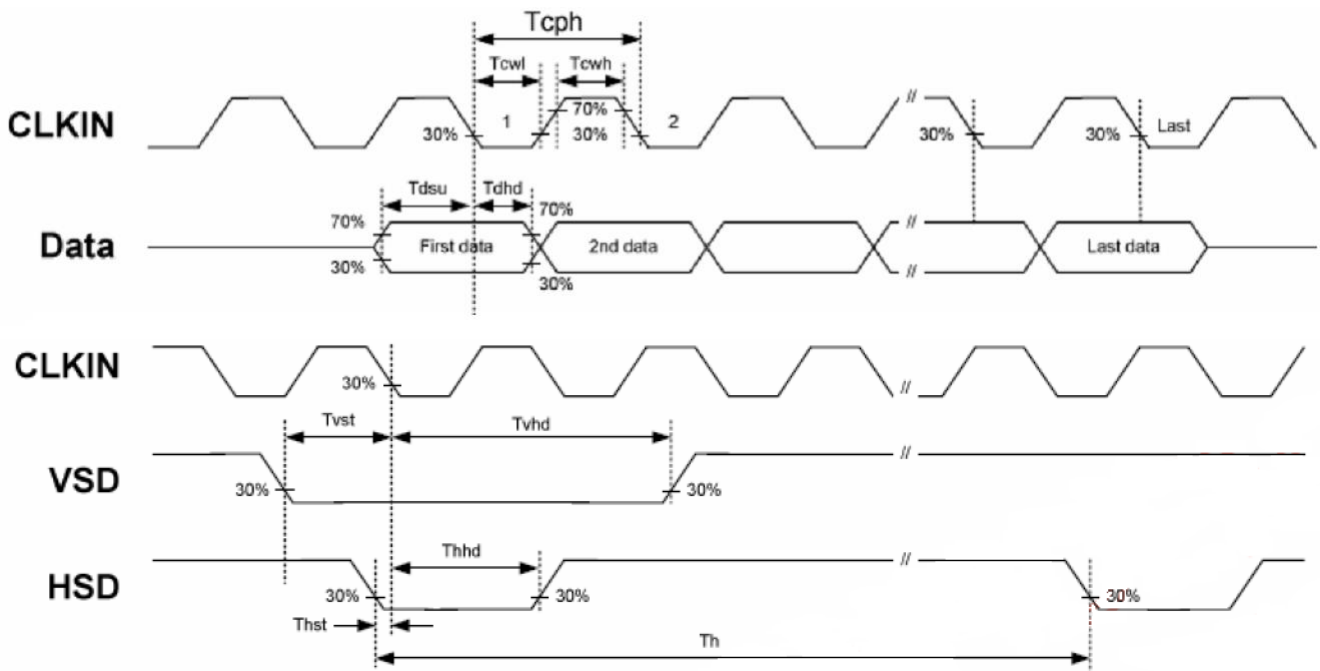 Tcph
Tcwl Tcwh
CLKIN 30% 1 70% 30% 2 // 30% 30% Last
Tdsu Tdhd
70% 70%
Data First data 2nd data // // Last data
30% 30%
CLKIN 30% //
Tvst Tvhd
VSD 30% 30% //
Thhd //
HSD 30% 30% 30%
Thst
Th